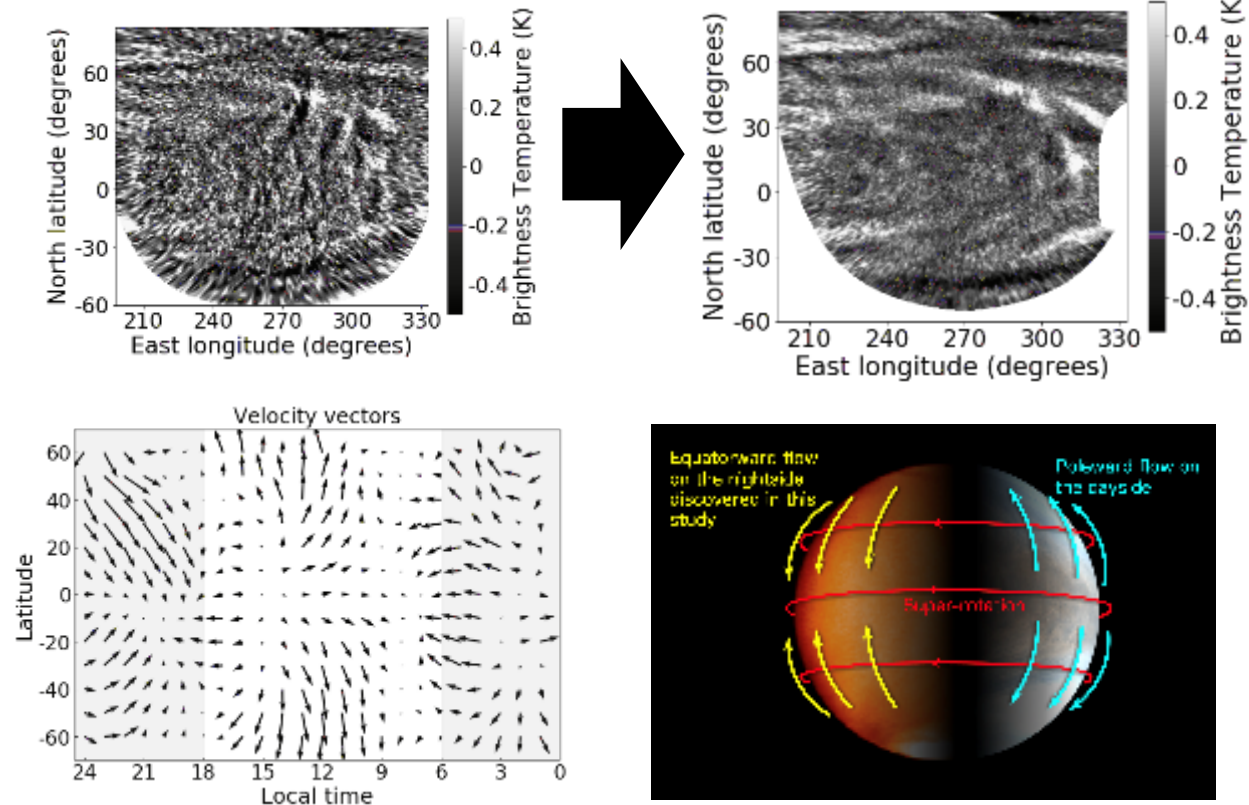 North latitude (degrees)
60
30
0
-30
-60
210 240 270 300 330
East longitude (degrees)
0.4
0.2
0
-0.2
-0.4
Brightness Temperature (K)
North latitude (degrees)
60
30
0
-30
-60
210 240 270 300 330
East longitude (degrees)
0.4
0.2
0
-0.2
-0.4
Brightness Temperature (K)
Velocity vectors
Latitude
60
40
20
0
-20
-40
-60
24 21 18 15 12 9 6 3 0
Local time
Equatorward flow
on the nightside
discovered in this
study
Poleward flow on
the dayside
Super-rotation